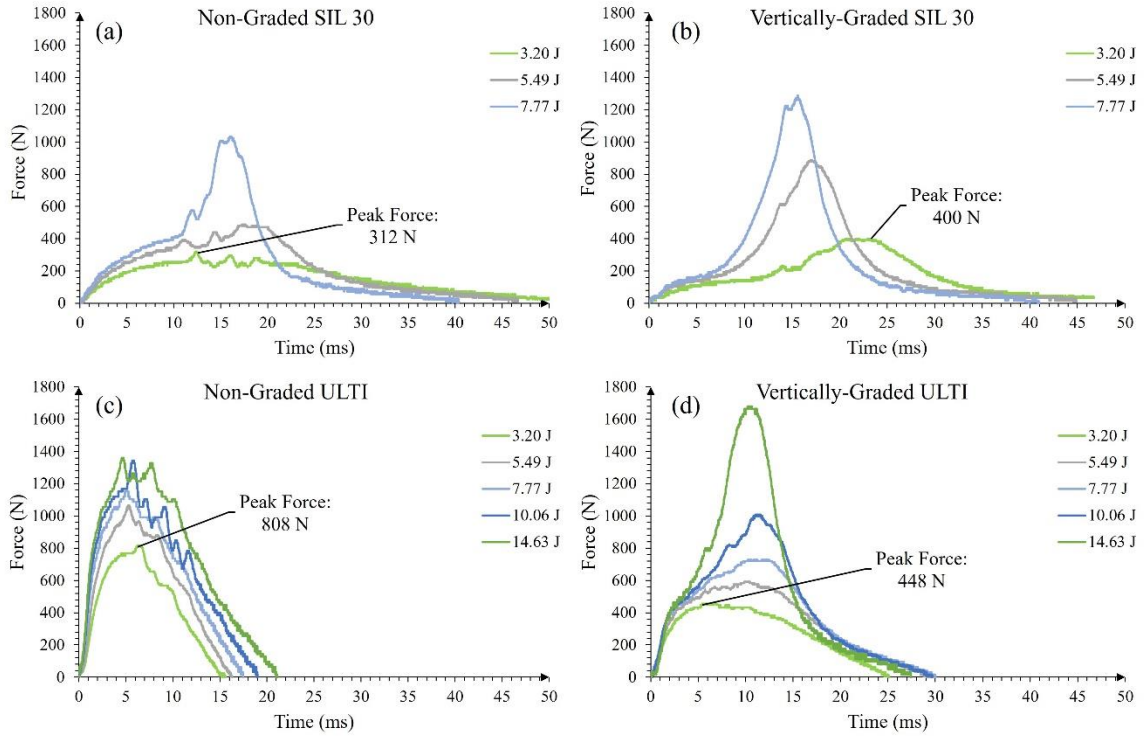 Non-Graded SIL 30
(a)
1800
1600
1400
1200
1000
800
600
400
200
0
Force (N)
3.20 J
5.49 J
7.77 J
Peak Force:
312 N
0 5 10 15 20 25 30 35 40 45 50
Time (ms)
Vertically-Graded SIL 30
(b)
1800
1600
1400
1200
1000
800
600
400
200
0
Force (N)
3.20 J
5.49 J
7.77 J
Peak Force:
400 N
0 5 10 15 20 25 30 35 40 45 50
Time (ms)
Non-Graded ULTI
(c)
1800
1600
1400
1200
1000
800
600
400
200
0
Force (N)
3.20 J
5.49 J
7.77 J
10.06 J
14.63 J
Peak Force:
808 N
0 5 10 15 20 25 30 35 40 45 50
Time (ms)
Vertically-Graded ULTI
(d)
1800
1600
1400
1200
1000
800
600
400
200
0
Force (N)
3.20 J
5.49 J
7.77 J
10.06 J
14.63 J
Peak Force:
448 N
0 5 10 15 20 25 30 35 40 45 50
Time (ms)